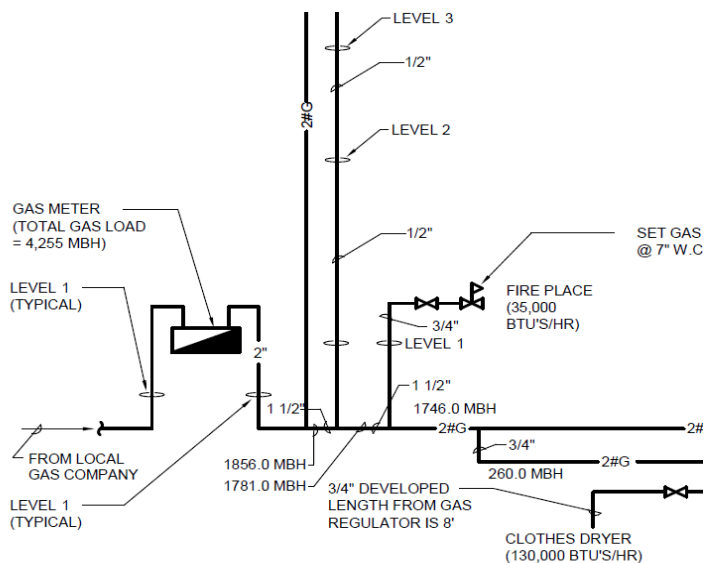 LEVEL 3
1/2"
2#G
LEVEL 2
GAS METER
(TOTAL GAS LOAD
= 4,255 MBH)
1/2"
SET GAS
@ 7" W.C
LEVEL 1
(TYPICAL)
FIRE PLACE
(35,000
BTU'S/HR)
3/4"
2"
LEVEL 1
1 1/2"
1 1/2"
1746.0 MBH
2#G
2#
FROM LOCAL
GAS COMPANY
1856.0 MBH
1781.0 MBH
3/4"
2#G
260.0 MBH
LEVEL 1
(TYPICAL)
3/4" DEVELOPED
LENGTH FROM GAS
REGULATOR IS 8'
CLOTHES DRYER
(130,000 BTU'S/HR)